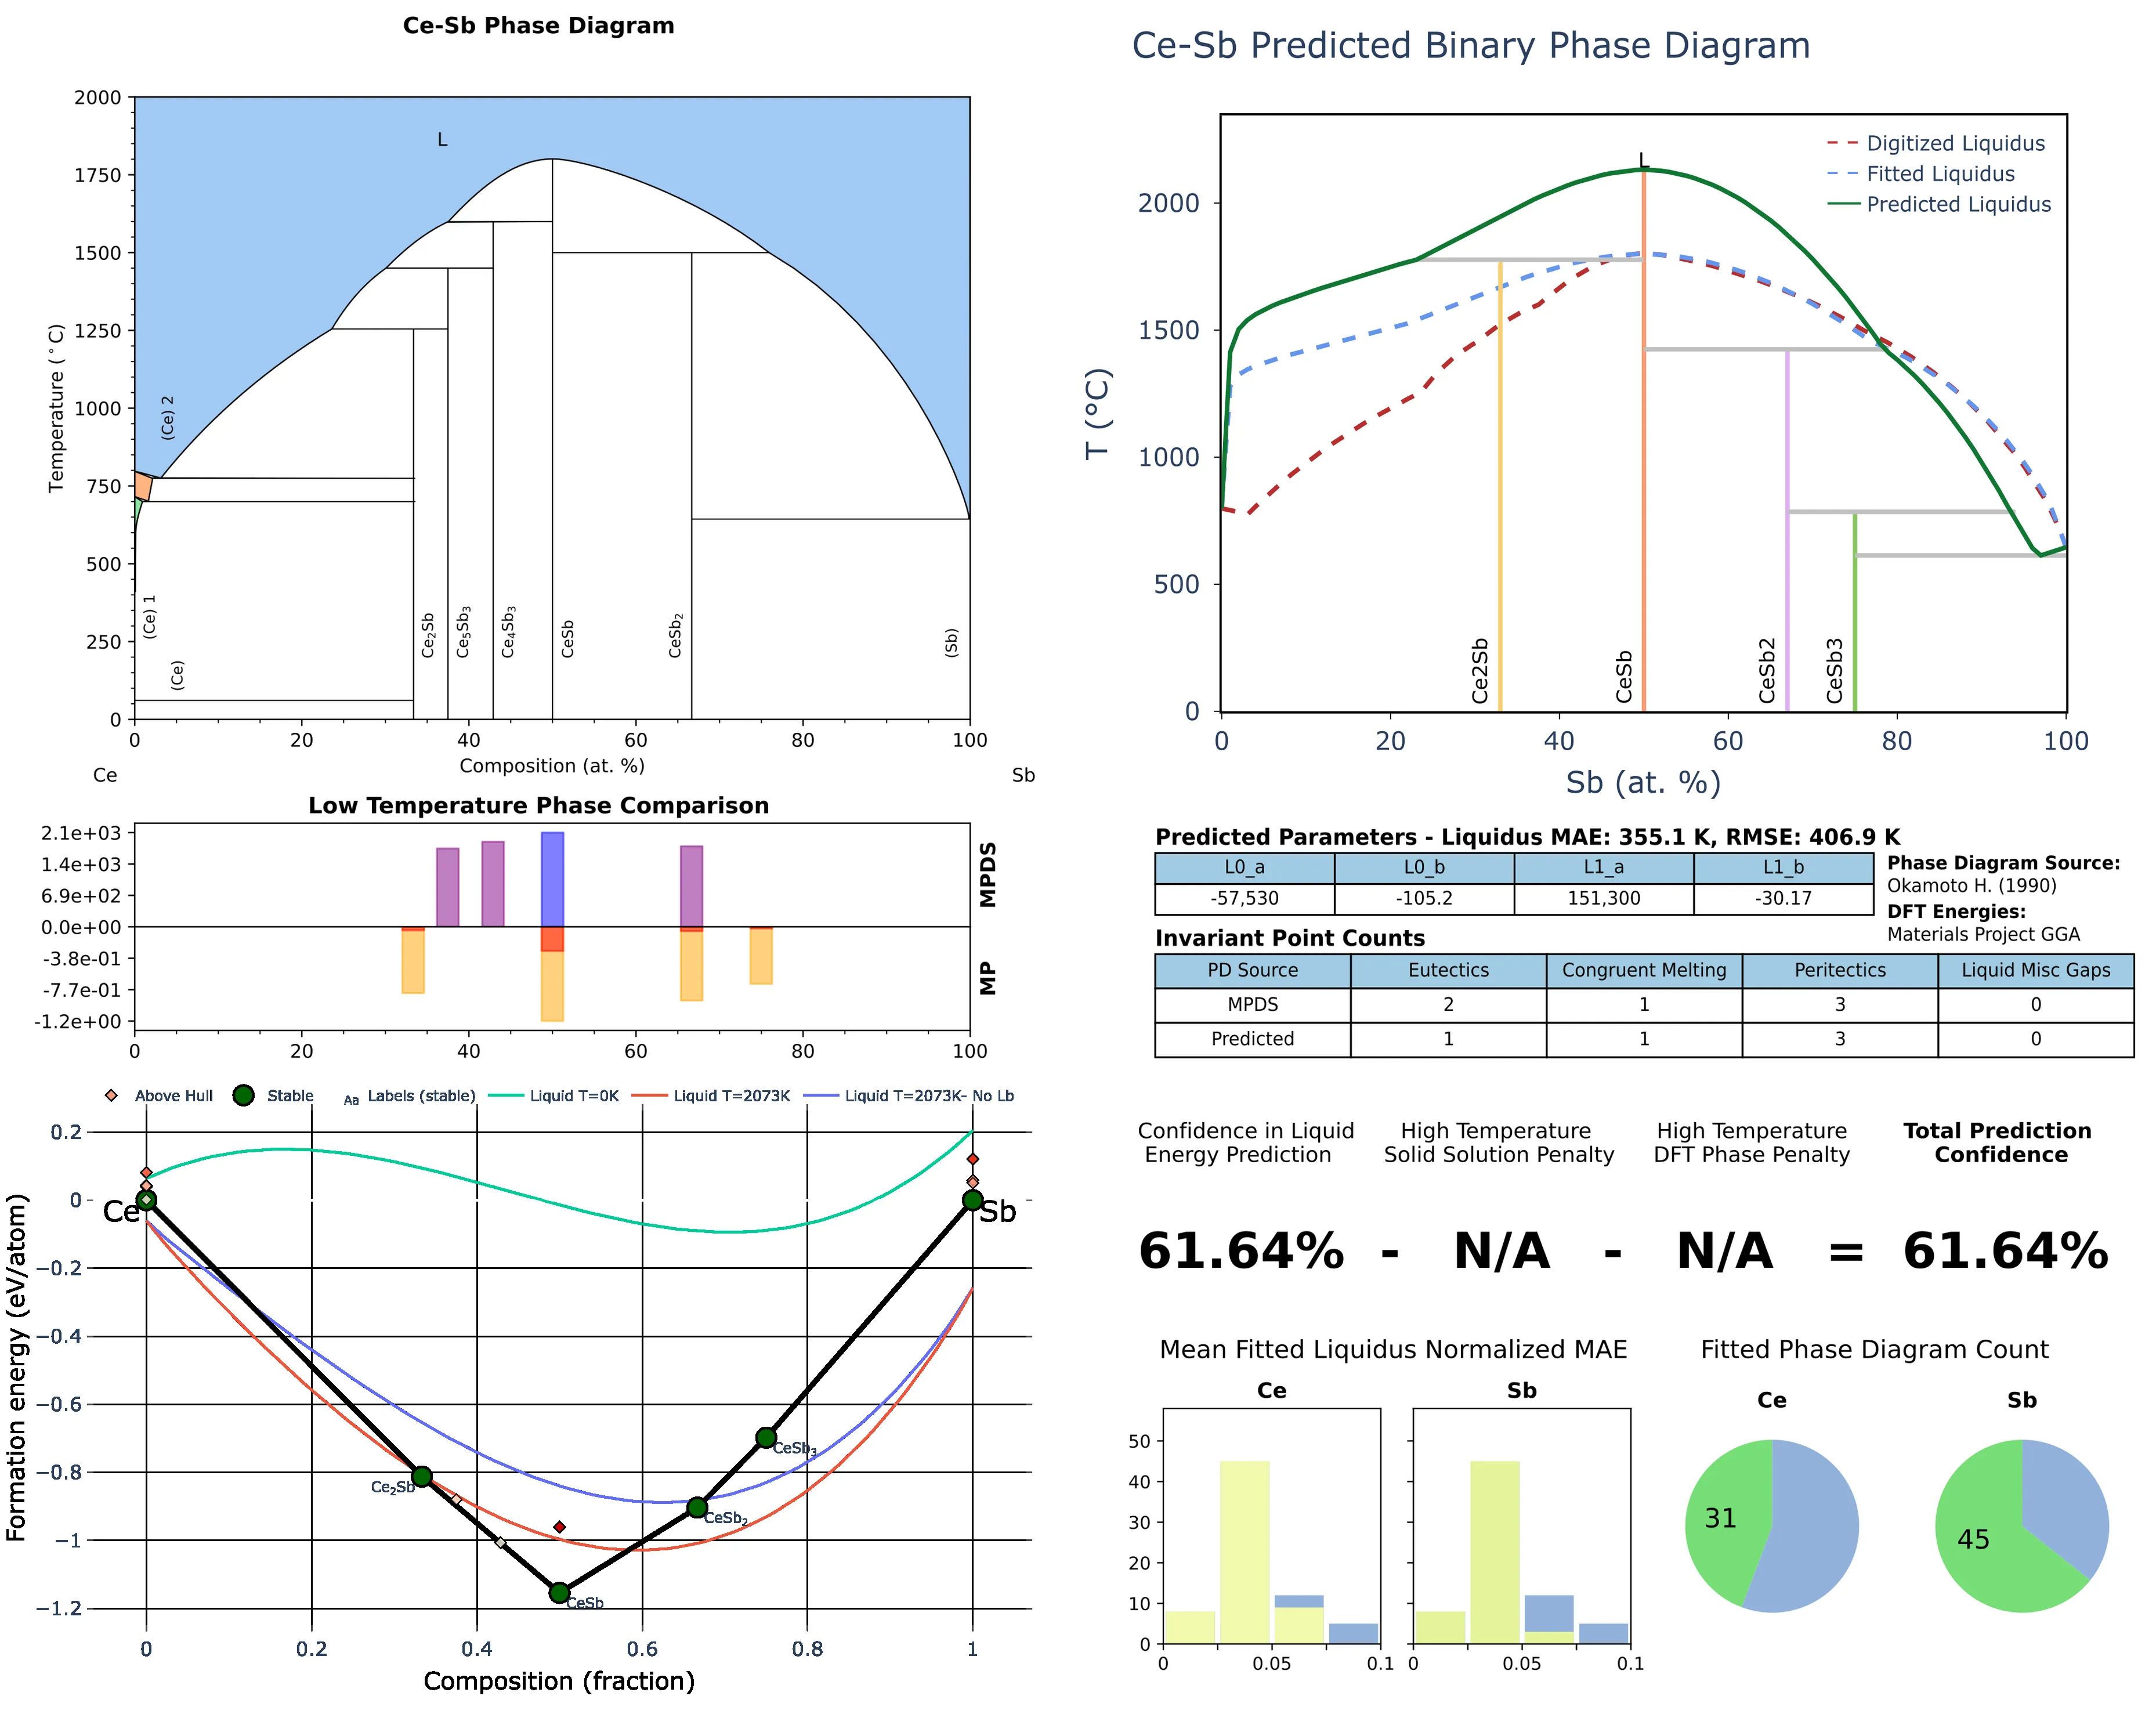 Ce-Sb Phase Diagram
2000
1750
1500
1250
1000
750
500
250
0
Temperature (°C)
L
(Ce) 2
(Ce) 1
(Ce)
Ce₂Sb
Ce₅Sb₃
Ce₄Sb₃
CeSb
CeSb₂
(Sb)
0 20 40 60 80 100
Composition (at. %)
Ce Sb
Low Temperature Phase Comparison
2.1e+03
1.4e+03
6.9e+02
0.0e+00
-3.8e-01
-7.7e-01
-1.2e+00
MPDS
MP
0 20 40 60 80 100
Above Hull Stable Aa Labels (stable) Liquid T=0K Liquid T=2073K Liquid T=2073K- No Lb
0.2
0
−0.2
−0.4
−0.6
−0.8
−1
−1.2
Formation energy (eV/atom)
Ce
Sb
Ce₂Sb
CeSb
CeSb₂
CeSb₃
0 0.2 0.4 0.6 0.8 1
Composition (fraction)
Ce-Sb Predicted Binary Phase Diagram
2000
1500
1000
500
0
T (°C)
L
Digitized Liquidus
Fitted Liquidus
Predicted Liquidus
Ce2Sb
CeSb
CeSb2
CeSb3
0 20 40 60 80 100
Sb (at. %)
Predicted Parameters - Liquidus MAE: 355.1 K, RMSE: 406.9 K
L0_a L0_b L1_a L1_b
-57,530 -105.2 151,300 -30.17
Phase Diagram Source:
Okamoto H. (1990)
DFT Energies:
Materials Project GGA
Invariant Point Counts
PD Source Eutectics Congruent Melting Peritectics Liquid Misc Gaps
MPDS 2 1 3 0
Predicted 1 1 3 0
Confidence in Liquid
Energy Prediction
High Temperature
Solid Solution Penalty
High Temperature
DFT Phase Penalty
Total Prediction
Confidence
61.64% - N/A - N/A = 61.64%
Mean Fitted Liquidus Normalized MAE
Ce Sb
50
40
30
20
10
0
0 0.05 0.1
0 0.05 0.1
Fitted Phase Diagram Count
Ce Sb
31
45